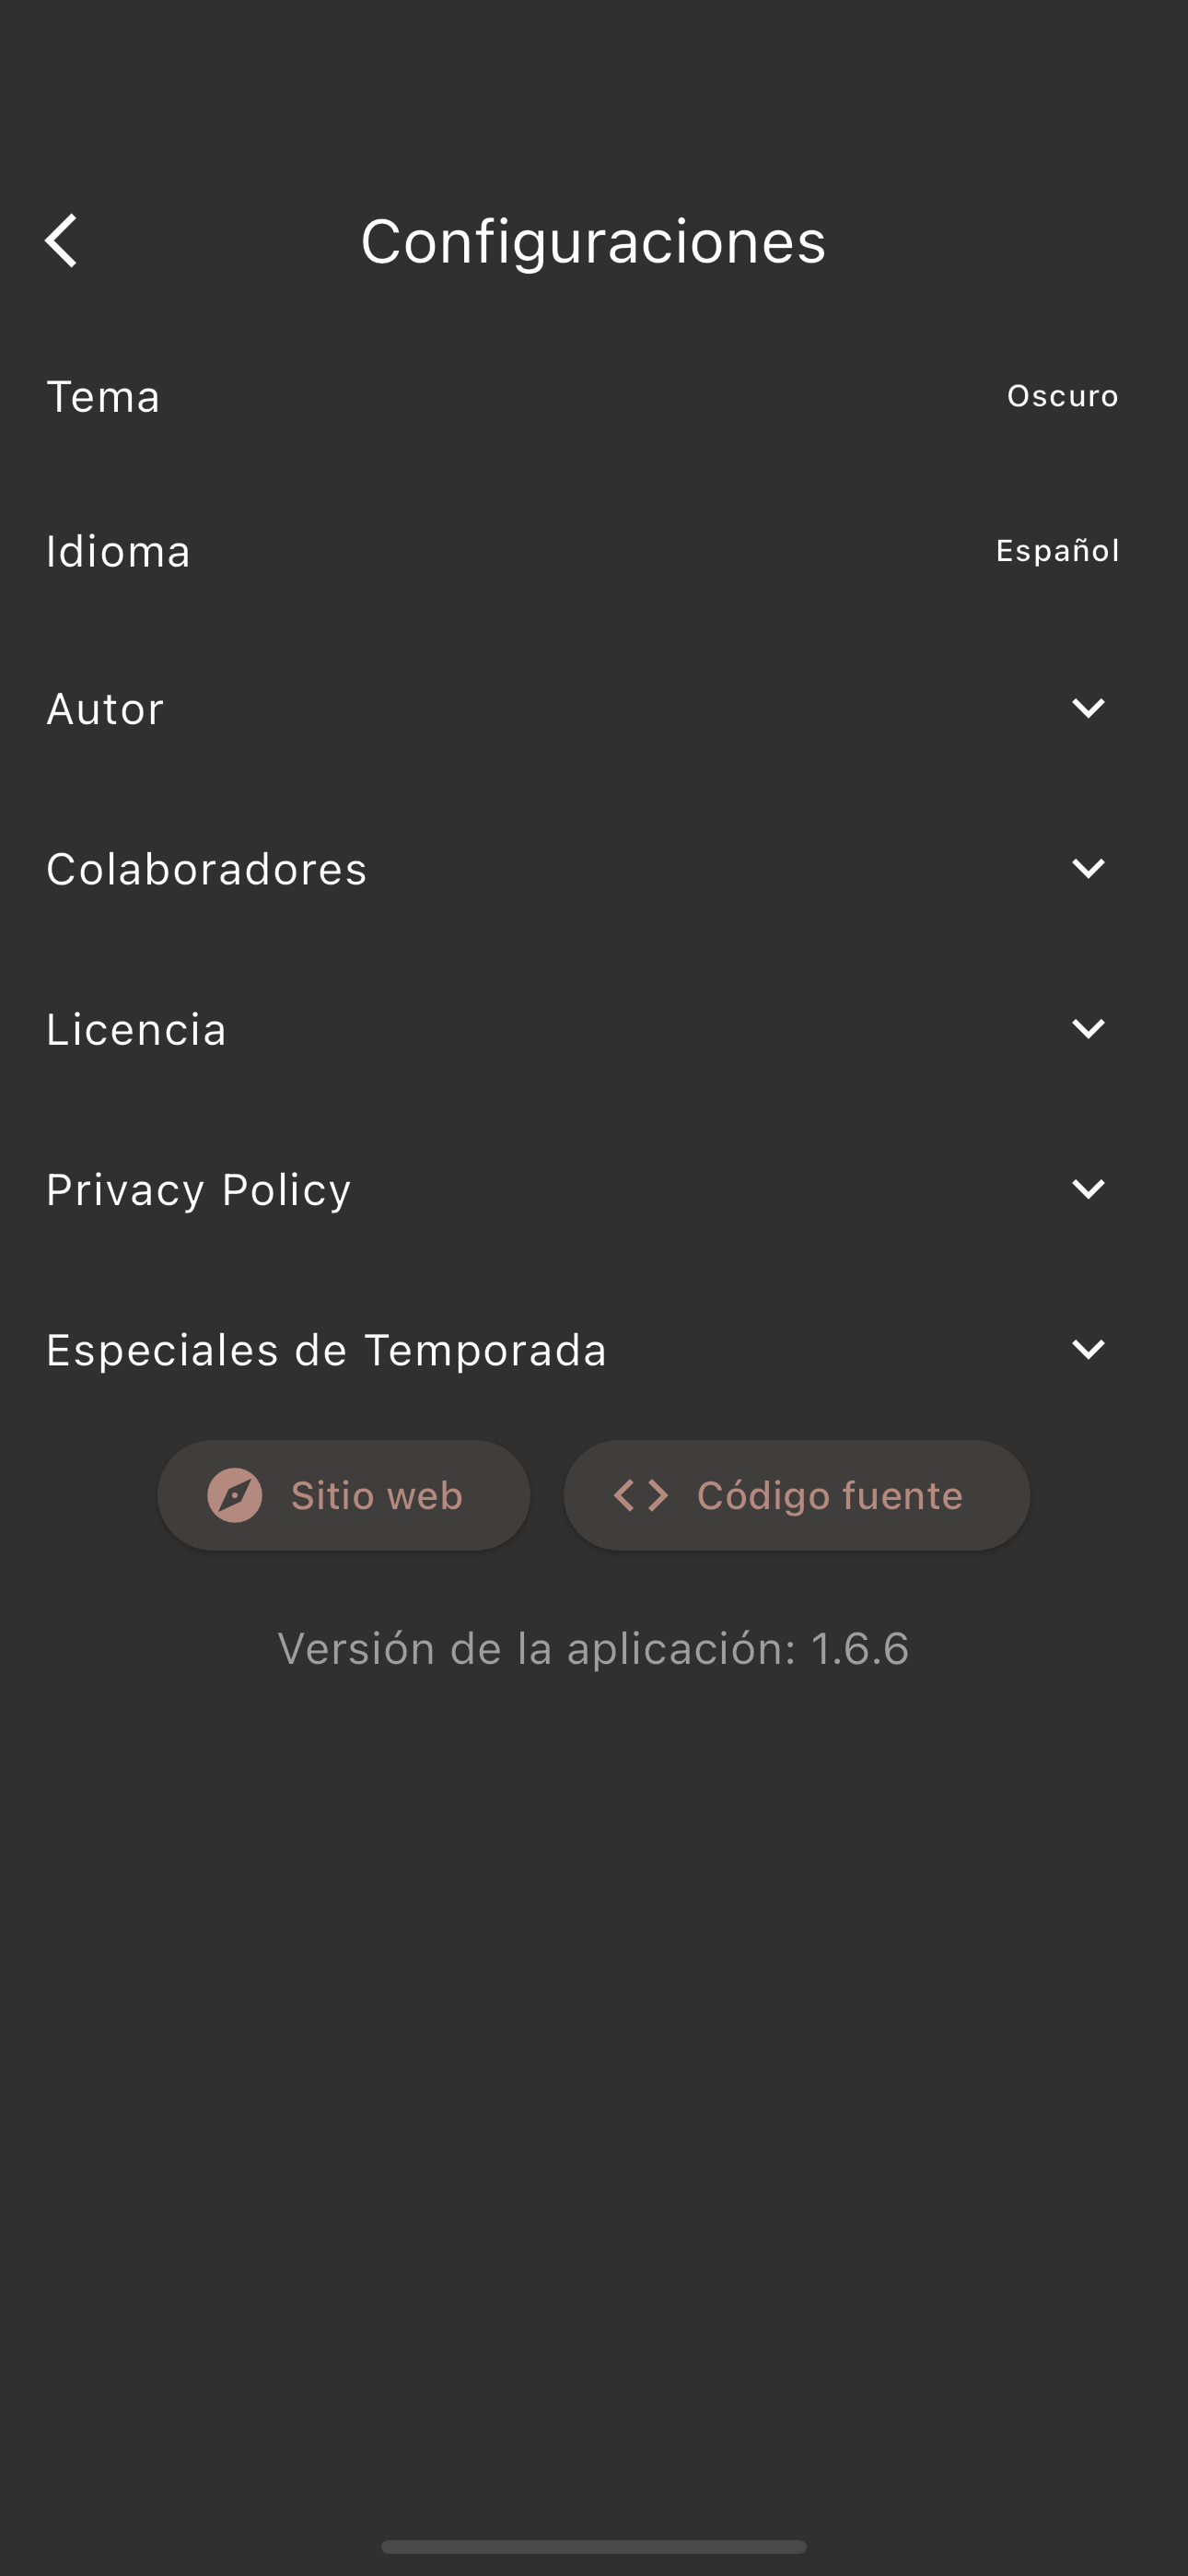 Configuraciones
Tema Oscuro
Idioma Español
Autor
Colaboradores
Licencia
Privacy Policy
Especiales de Temporada
Sitio web Código fuente
Versión de la aplicación: 1.6.6